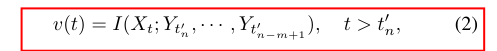 v(t) = I(X_t; Y_{t'_n}, ⋯ , Y_{t'_{n-m+1}}), t > t'_n, (2)